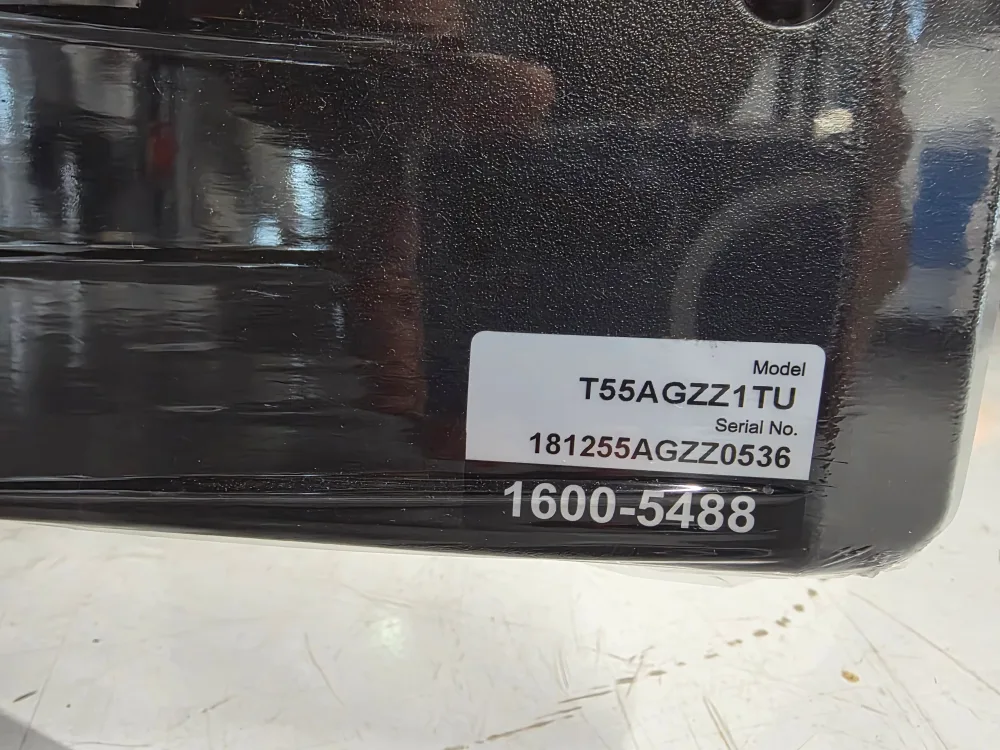 Model
T55AGZZ1TU
Serial No.
181255AGZZ0536
1600-5488